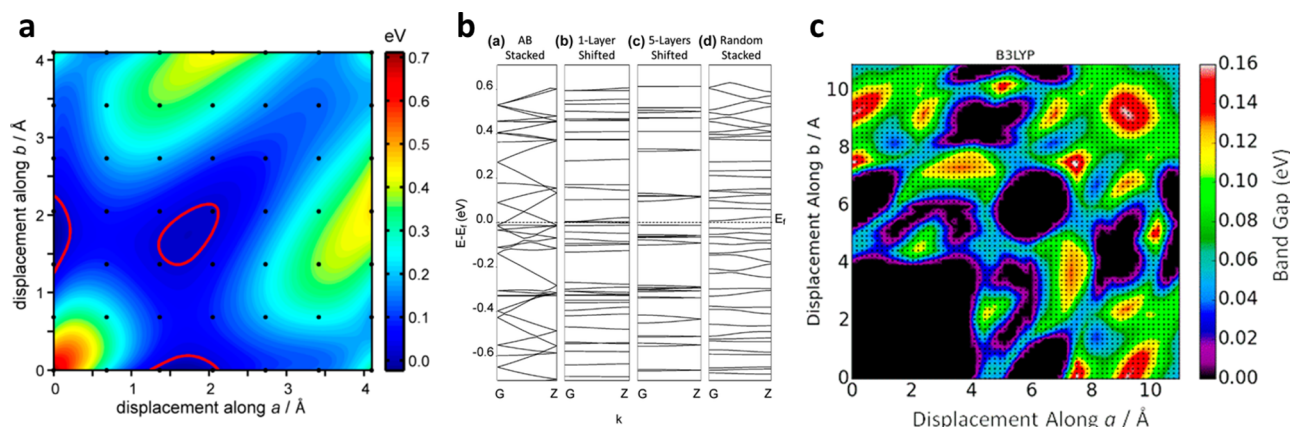 a
eV
0.7
0.6
0.5
0.4
0.3
0.2
0.1
0.0
4
3
2
1
0
0 1 2 3 4
displacement along b / Å
displacement along a / Å
b
(a) AB Stacked
(b) 1-Layer Shifted
(c) 5-Layers Shifted
(d) Random Stacked
0.6
0.4
0.2
0.0
-0.2
-0.4
-0.6
E-Ef (eV)
Ef
G Z G Z G Z G Z
k
c
B3LYP
10
8
6
4
2
0
0 2 4 6 8 10
Displacement Along b / A
Displacement Along a / Å
0.16
0.14
0.12
0.10
0.08
0.06
0.04
0.02
0.00
Band Gap (eV)